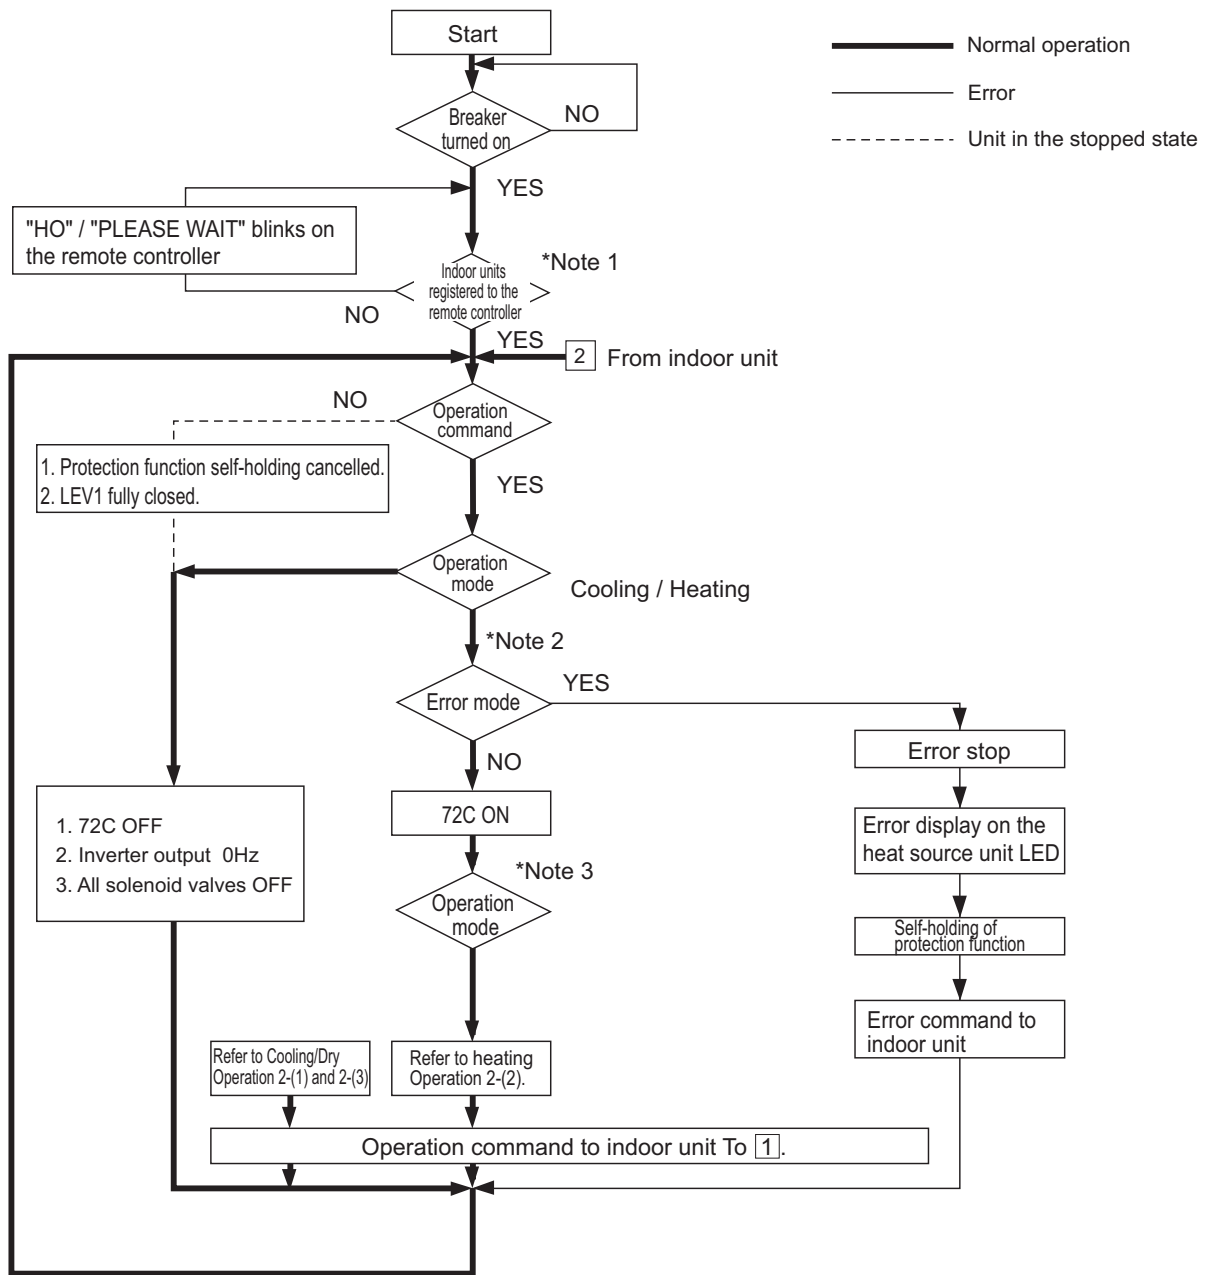 Start
Normal operation
Error
Unit in the stopped state
Breaker
turned on
NO
YES
"HO" / "PLEASE WAIT" blinks on
the remote controller
*Note 1
Indoor units
registered to the
remote controller
NO
YES
2 From indoor unit
NO
Operation
command
1. Protection function self-holding cancelled.
2. LEV1 fully closed.
YES
Operation
mode
Cooling / Heating
*Note 2
YES
Error mode
Error stop
NO
72C ON
Error display on the
heat source unit LED
1. 72C OFF
2. Inverter output 0Hz
3. All solenoid valves OFF
*Note 3
Operation
mode
Self-holding of
protection function
Error command to
indoor unit
Refer to Cooling/Dry
Operation 2-(1) and 2-(3)
Refer to heating
Operation 2-(2).
Operation command to indoor unit To 1.